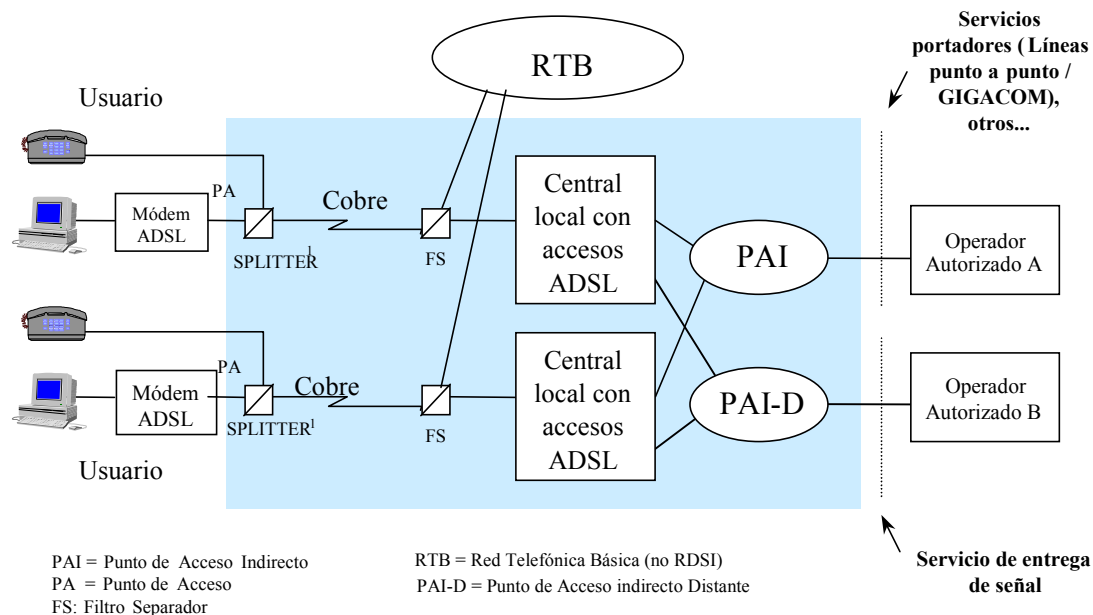 Servicios
portadores ( Líneas
punto a punto /
GIGACOM),
otros...
RTB
Usuario
PA
Módem
ADSL
SPLITTER1
Cobre
FS
Central
local con
accesos
ADSL
PAI
Operador
Autorizado A
PA
Módem
ADSL
SPLITTER1
Cobre
FS
Central
local con
accesos
ADSL
PAI-D
Operador
Autorizado B
Usuario
PAI = Punto de Acceso Indirecto
PA = Punto de Acceso
FS: Filtro Separador
RTB = Red Telefónica Básica (no RDSI)
PAI-D = Punto de Acceso indirecto Distante
Servicio de entrega
de señal